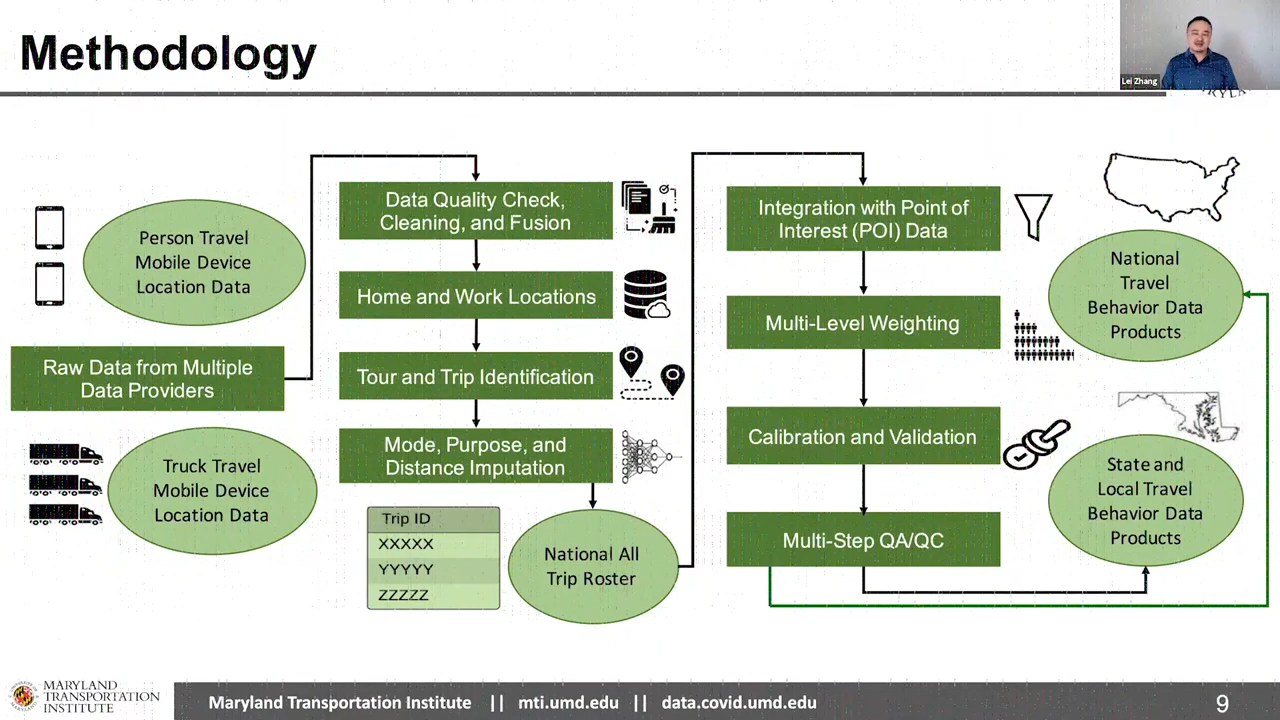 Methodology
Lei Zhang
Person Travel
Mobile Device
Location Data
Raw Data from Multiple
Data Providers
Truck Travel
Mobile Device
Location Data
Data Quality Check,
Cleaning, and Fusion
Home and Work Locations
Tour and Trip Identification
Mode, Purpose, and
Distance Imputation
Trip ID
XXXXX
YYYYY
ZZZZZ
National All
Trip Roster
Integration with Point of
Interest (POI) Data
Multi-Level Weighting
Calibration and Validation
Multi-Step QA/QC
National
Travel
Behavior Data
Products
State and
Local Travel
Behavior Data
Products
MARYLAND
TRANSPORTATION
INSTITUTE
Maryland Transportation Institute || mti.umd.edu || data.covid.umd.edu
9